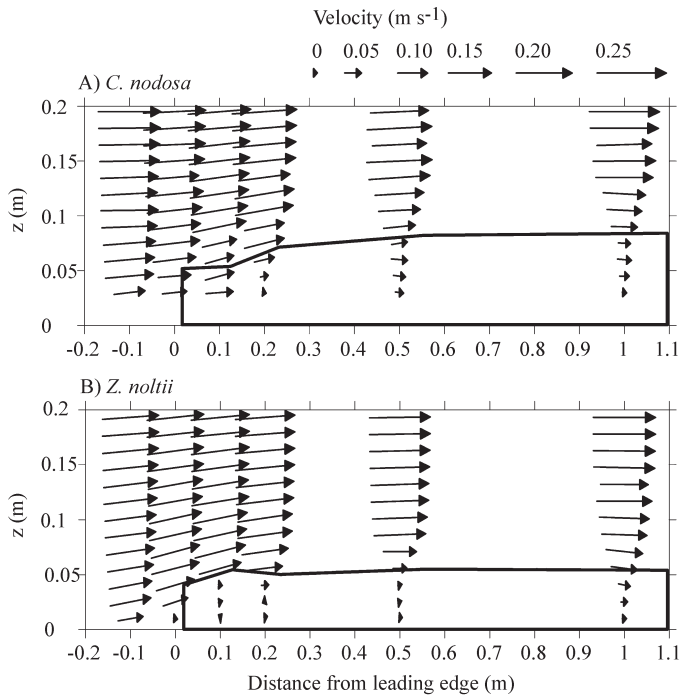 Velocity (m s-1)
0 0.05 0.10 0.15 0.20 0.25
A) C. nodosa
0.2
0.15
0.1
0.05
0
z (m)
-0.2 -0.1 0 0.1 0.2 0.3 0.4 0.5 0.6 0.7 0.8 0.9 1 1.1
B) Z. noltii
0.2
0.15
0.1
0.05
0
z (m)
-0.2 -0.1 0 0.1 0.2 0.3 0.4 0.5 0.6 0.7 0.8 0.9 1 1.1
Distance from leading edge (m)